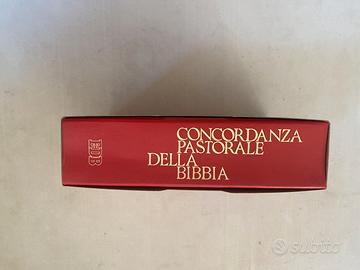 CONCORDANZA
PASTORALE
DELLA
BIBBIA
subito